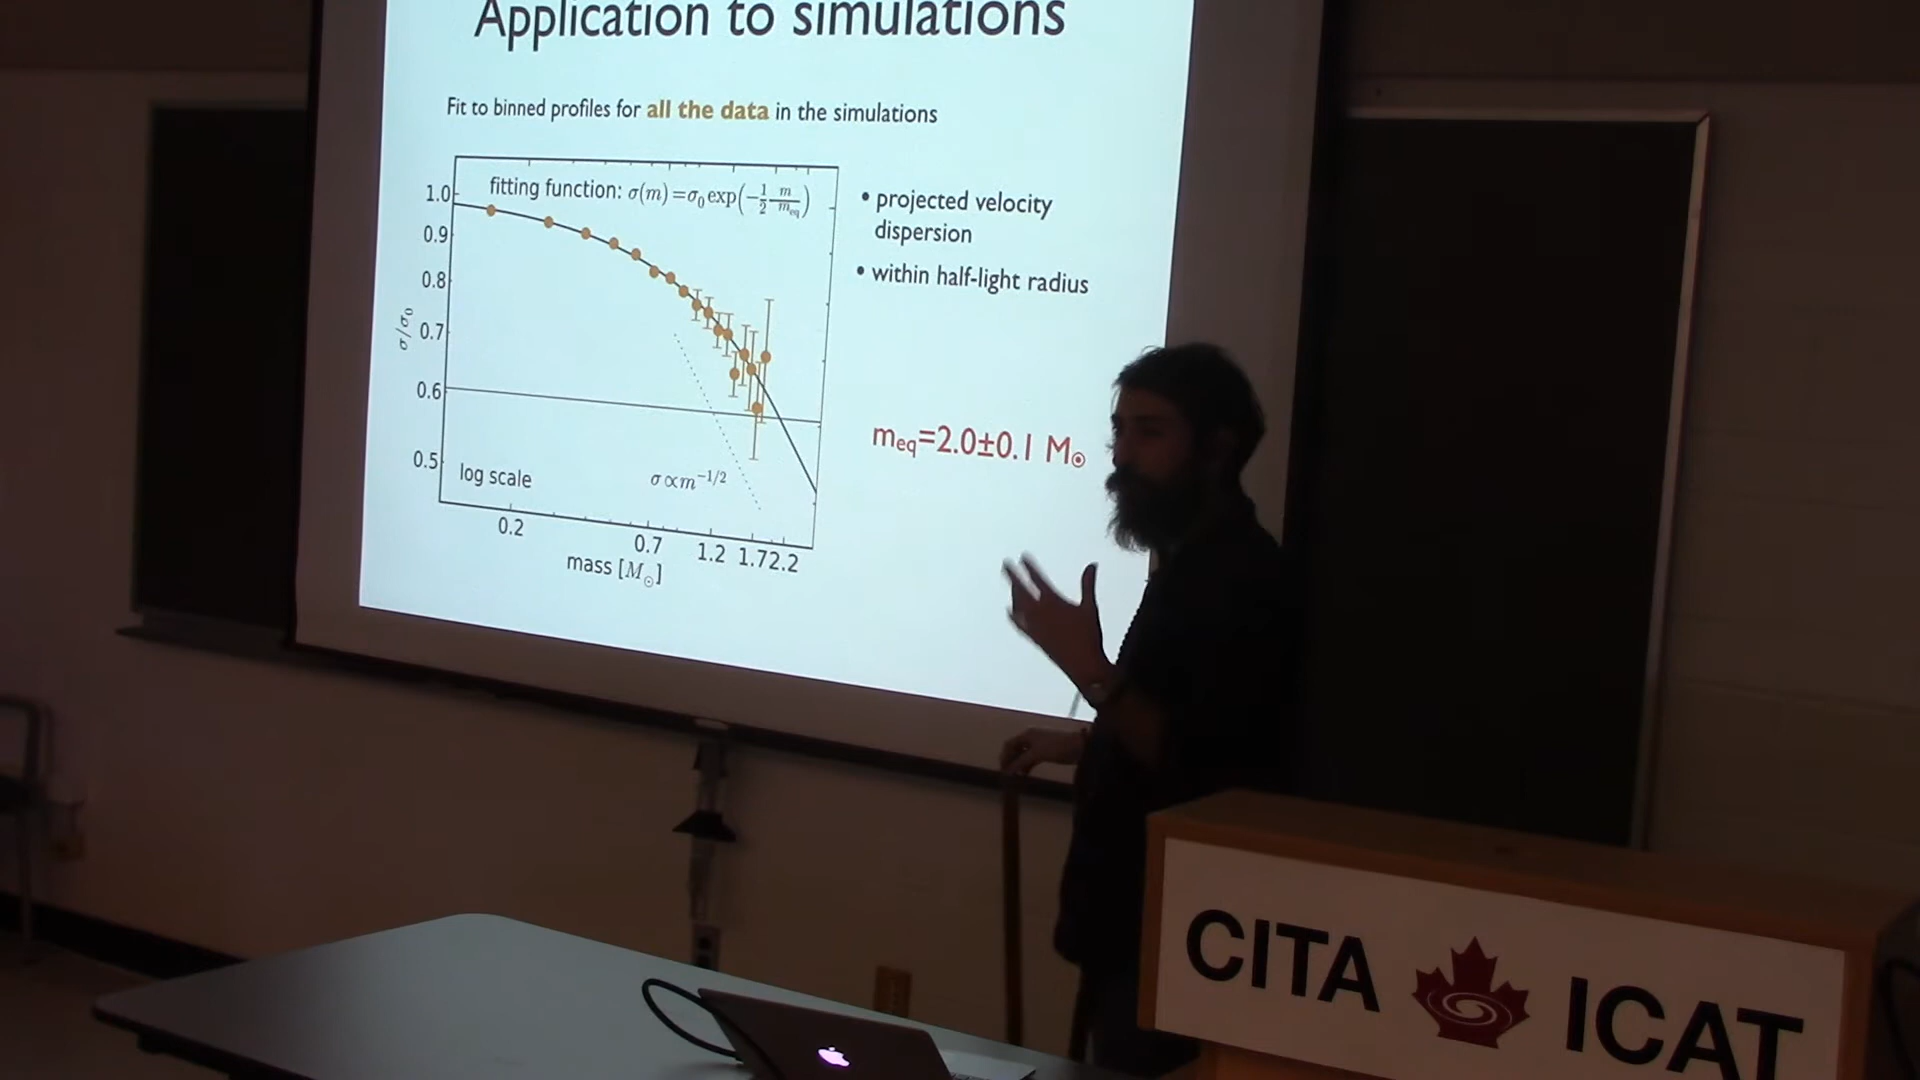 Application to simulations
Fit to binned profiles for all the data in the simulations
fitting function: σ(m)=σ₀exp(−½ m/m_eq)
1.0
0.9
0.8
0.7
0.6
0.5
σ/σ₀
log scale
σ∝m^−1/2
0.2
0.7
1.2
1.7
2.2
mass [M⊙]
• projected velocity
dispersion
• within half-light radius
m_eq=2.0±0.1 M⊙
CITA ICAT